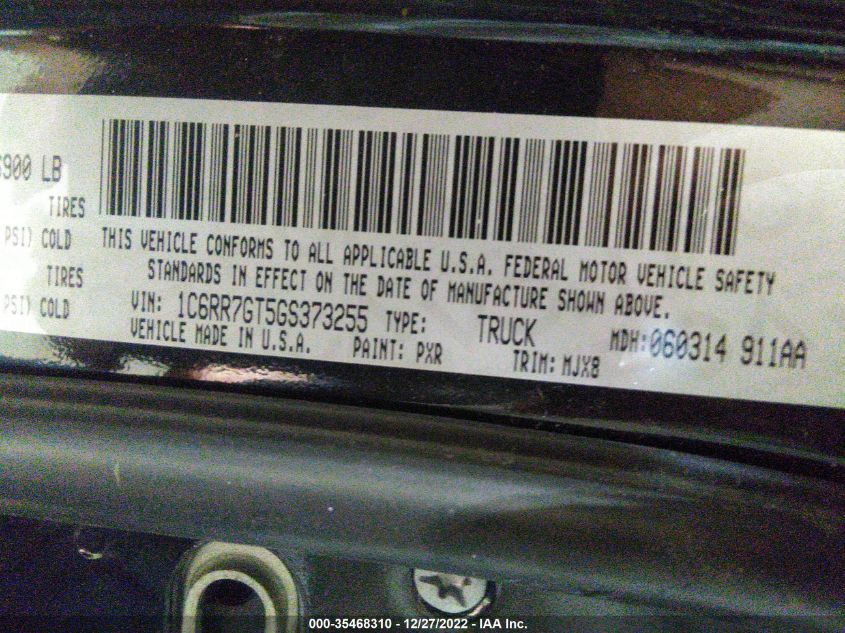 6900 LB
TIRES
PSI) COLD
TIRES
PSI) COLD
THIS VEHICLE CONFORMS TO ALL APPLICABLE U.S.A. FEDERAL MOTOR VEHICLE SAFETY
STANDARDS IN EFFECT ON THE DATE OF MANUFACTURE SHOWN ABOVE.
VIN: 1C6RR7GT5GS373255 TYPE: TRUCK MDH:060314 911AA
VEHICLE MADE IN U.S.A. PAINT: PXR TRIM: MJX8
000-35468310 - 12/27/2022 - IAA Inc.